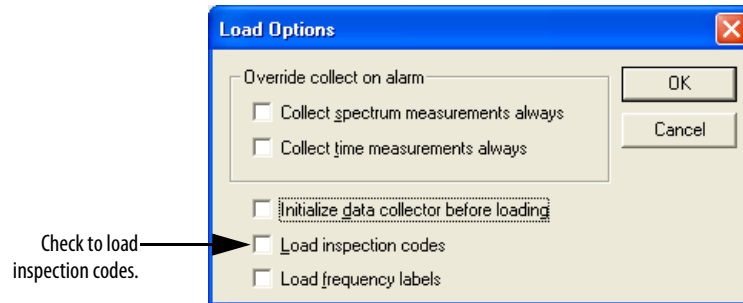 Load Options
Override collect on alarm
Collect spectrum measurements always
Collect time measurements always
OK
Cancel
Initialize data collector before loading
Load inspection codes
Load frequency labels
Check to load
inspection codes.